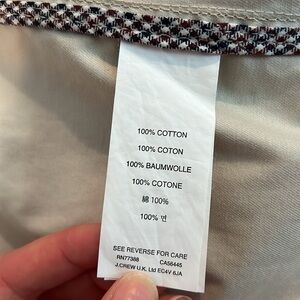 100% COTTON
100% COTON
100% BAUMWOLLE
100% COTONE
綿 100%
100% 면
SEE REVERSE FOR CARE
RN77388 CA56445
J.CREW U.K. Ltd EC4V 6JA